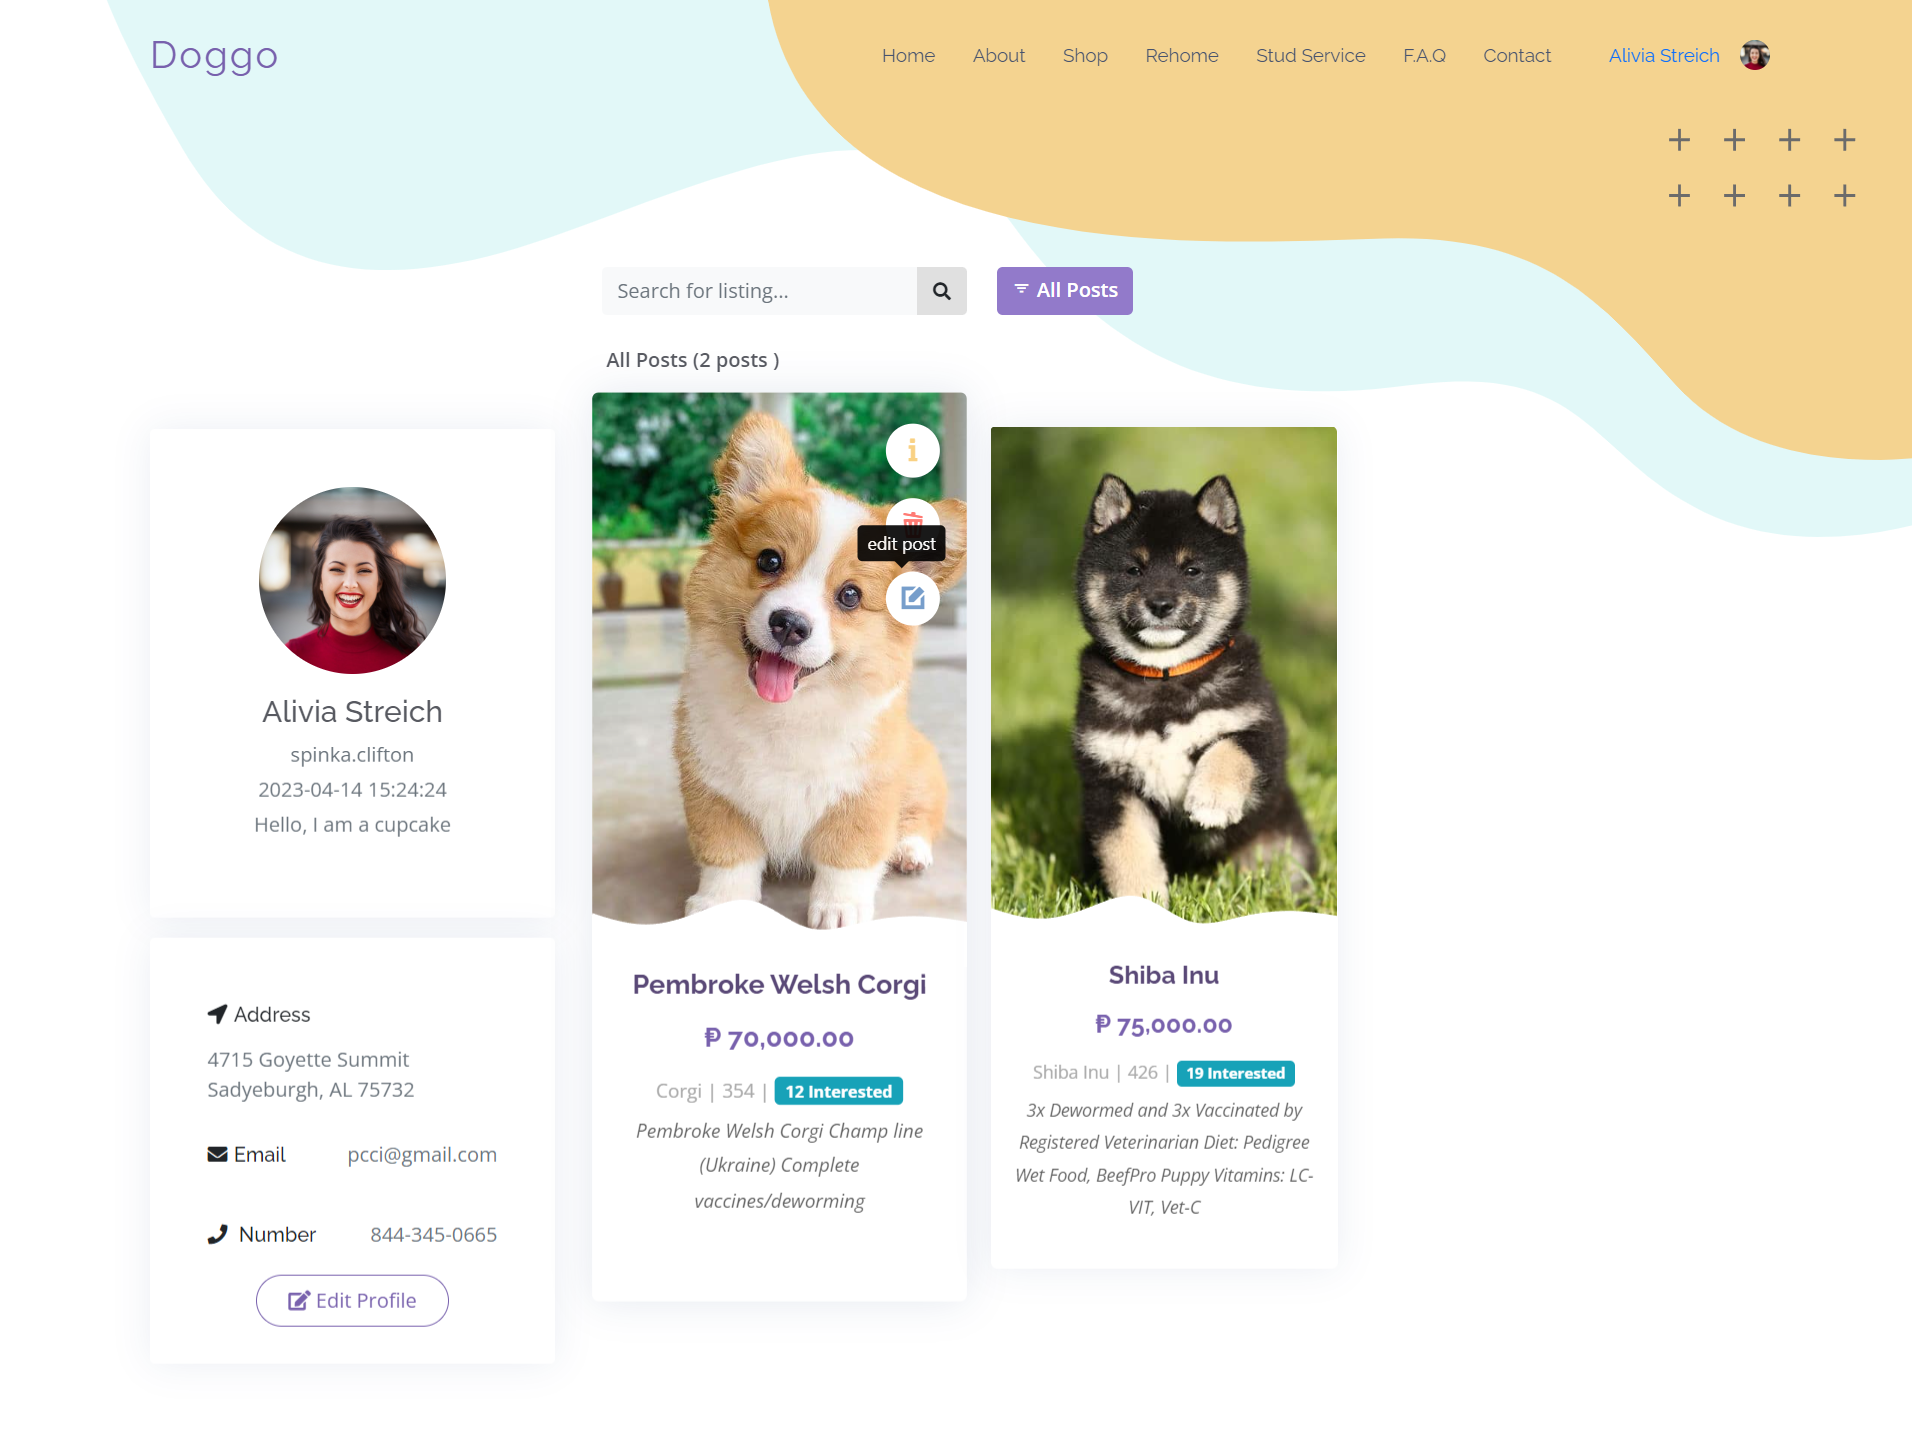 Doggo
Home About Shop Rehome Stud Service F.A.Q Contact Alivia Streich
Search for listing...
All Posts
All Posts (2 posts )
edit post
Alivia Streich
spinka.clifton
2023-04-14 15:24:24
Hello, I am a cupcake
Address
4715 Goyette Summit
Sadyeburgh, AL 75732
Email pcci@gmail.com
Number 844-345-0665
Edit Profile
Pembroke Welsh Corgi
₱ 70,000.00
Corgi | 354 | 12 Interested
Pembroke Welsh Corgi Champ line
(Ukraine) Complete
vaccines/deworming
Shiba Inu
₱ 75,000.00
Shiba Inu | 426 | 19 Interested
3x Dewormed and 3x Vaccinated by
Registered Veterinarian Diet: Pedigree
Wet Food, BeefPro Puppy Vitamins: LC-
VIT, Vet-C